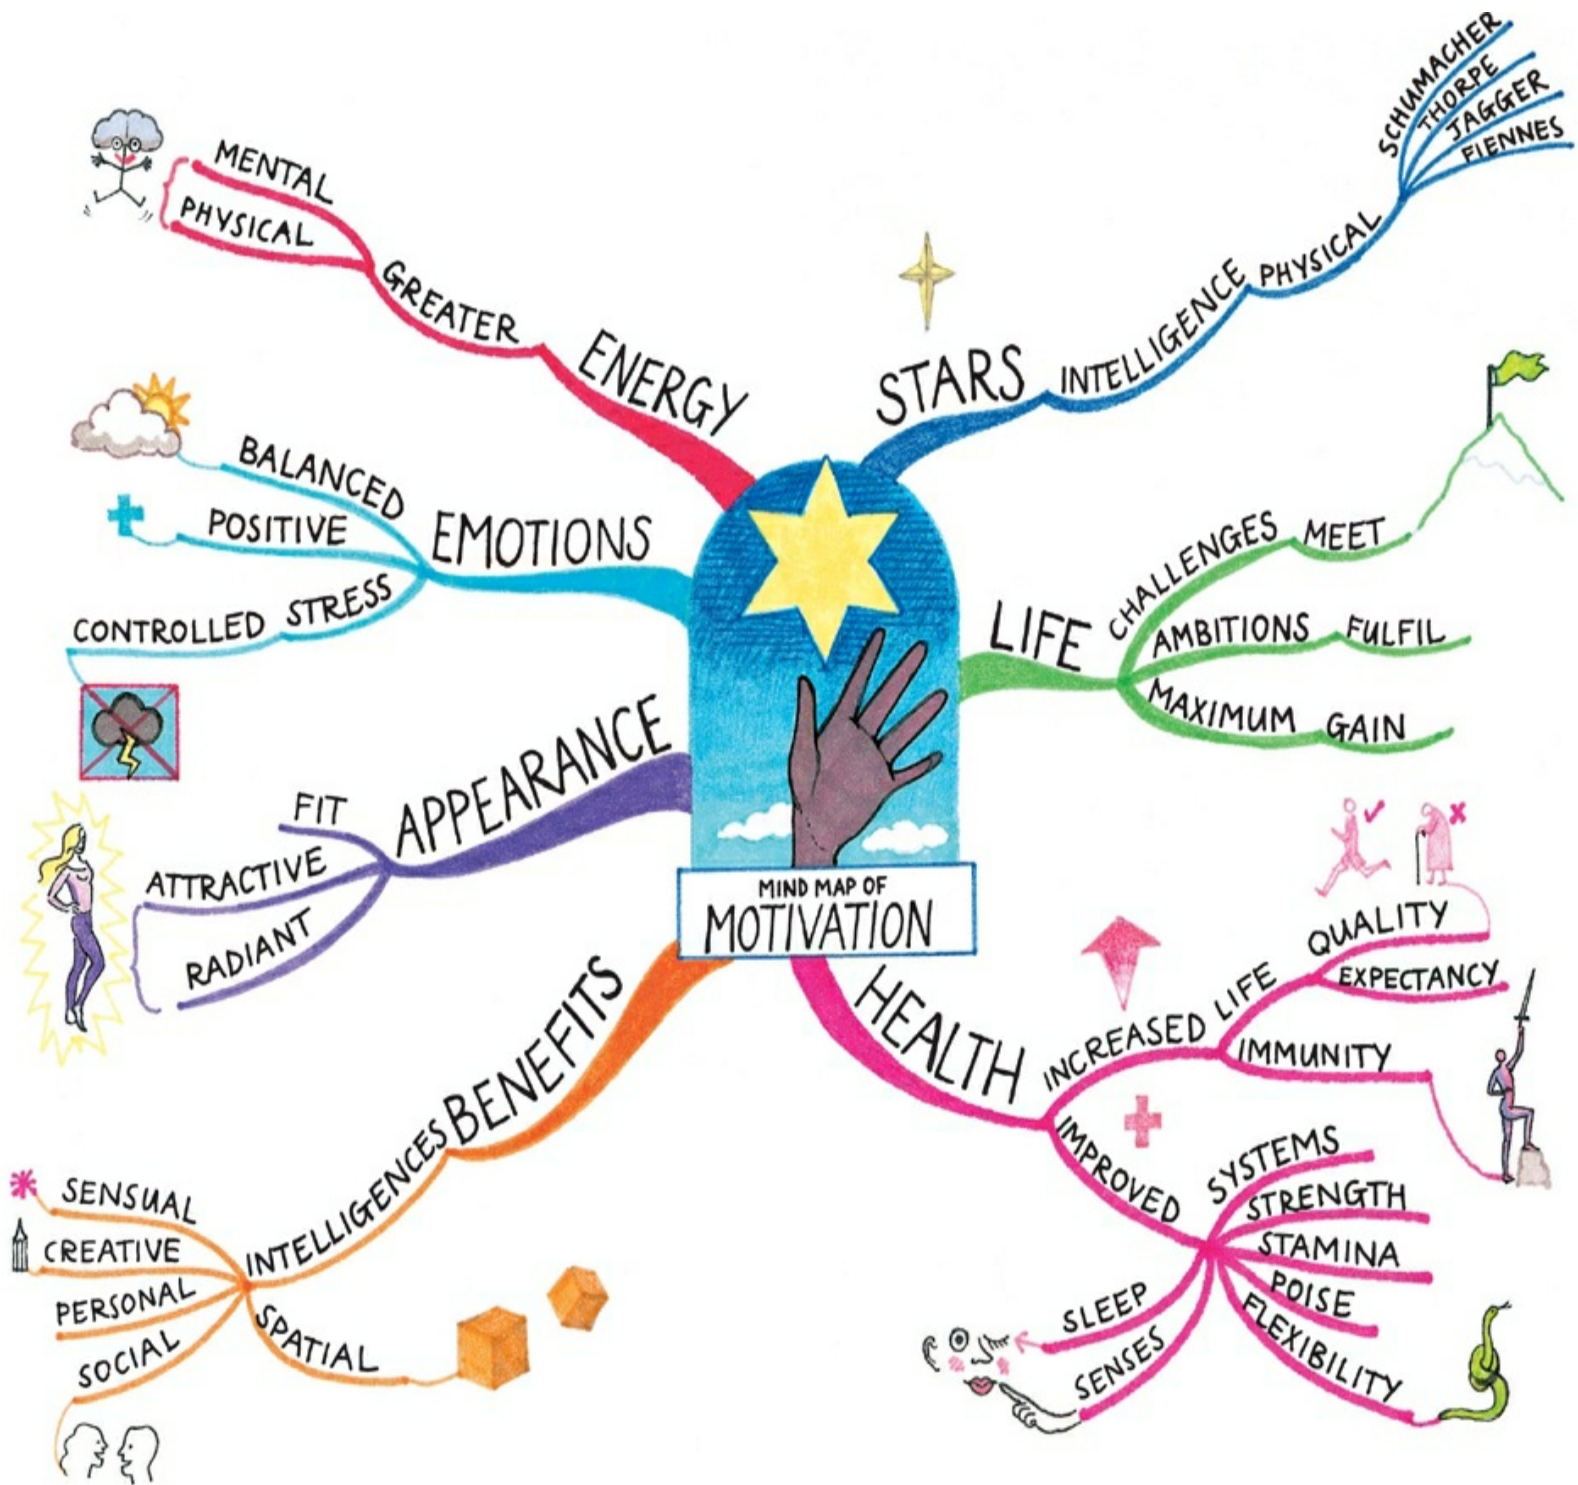 MIND MAP OF
MOTIVATION
STARS
INTELLIGENCE
PHYSICAL
SCHUMACHER
THORPE
JAGGER
FIENNES
LIFE
CHALLENGES
MEET
AMBITIONS
FULFIL
MAXIMUM
GAIN
HEALTH
INCREASED
LIFE
QUALITY
EXPECTANCY
IMMUNITY
IMPROVED
SYSTEMS
STRENGTH
STAMINA
POISE
FLEXIBILITY
SENSES
SLEEP
BENEFITS
INTELLIGENCES
SPATIAL
SOCIAL
PERSONAL
CREATIVE
SENSUAL
APPEARANCE
RADIANT
ATTRACTIVE
FIT
EMOTIONS
STRESS
CONTROLLED
POSITIVE
BALANCED
ENERGY
GREATER
PHYSICAL
MENTAL